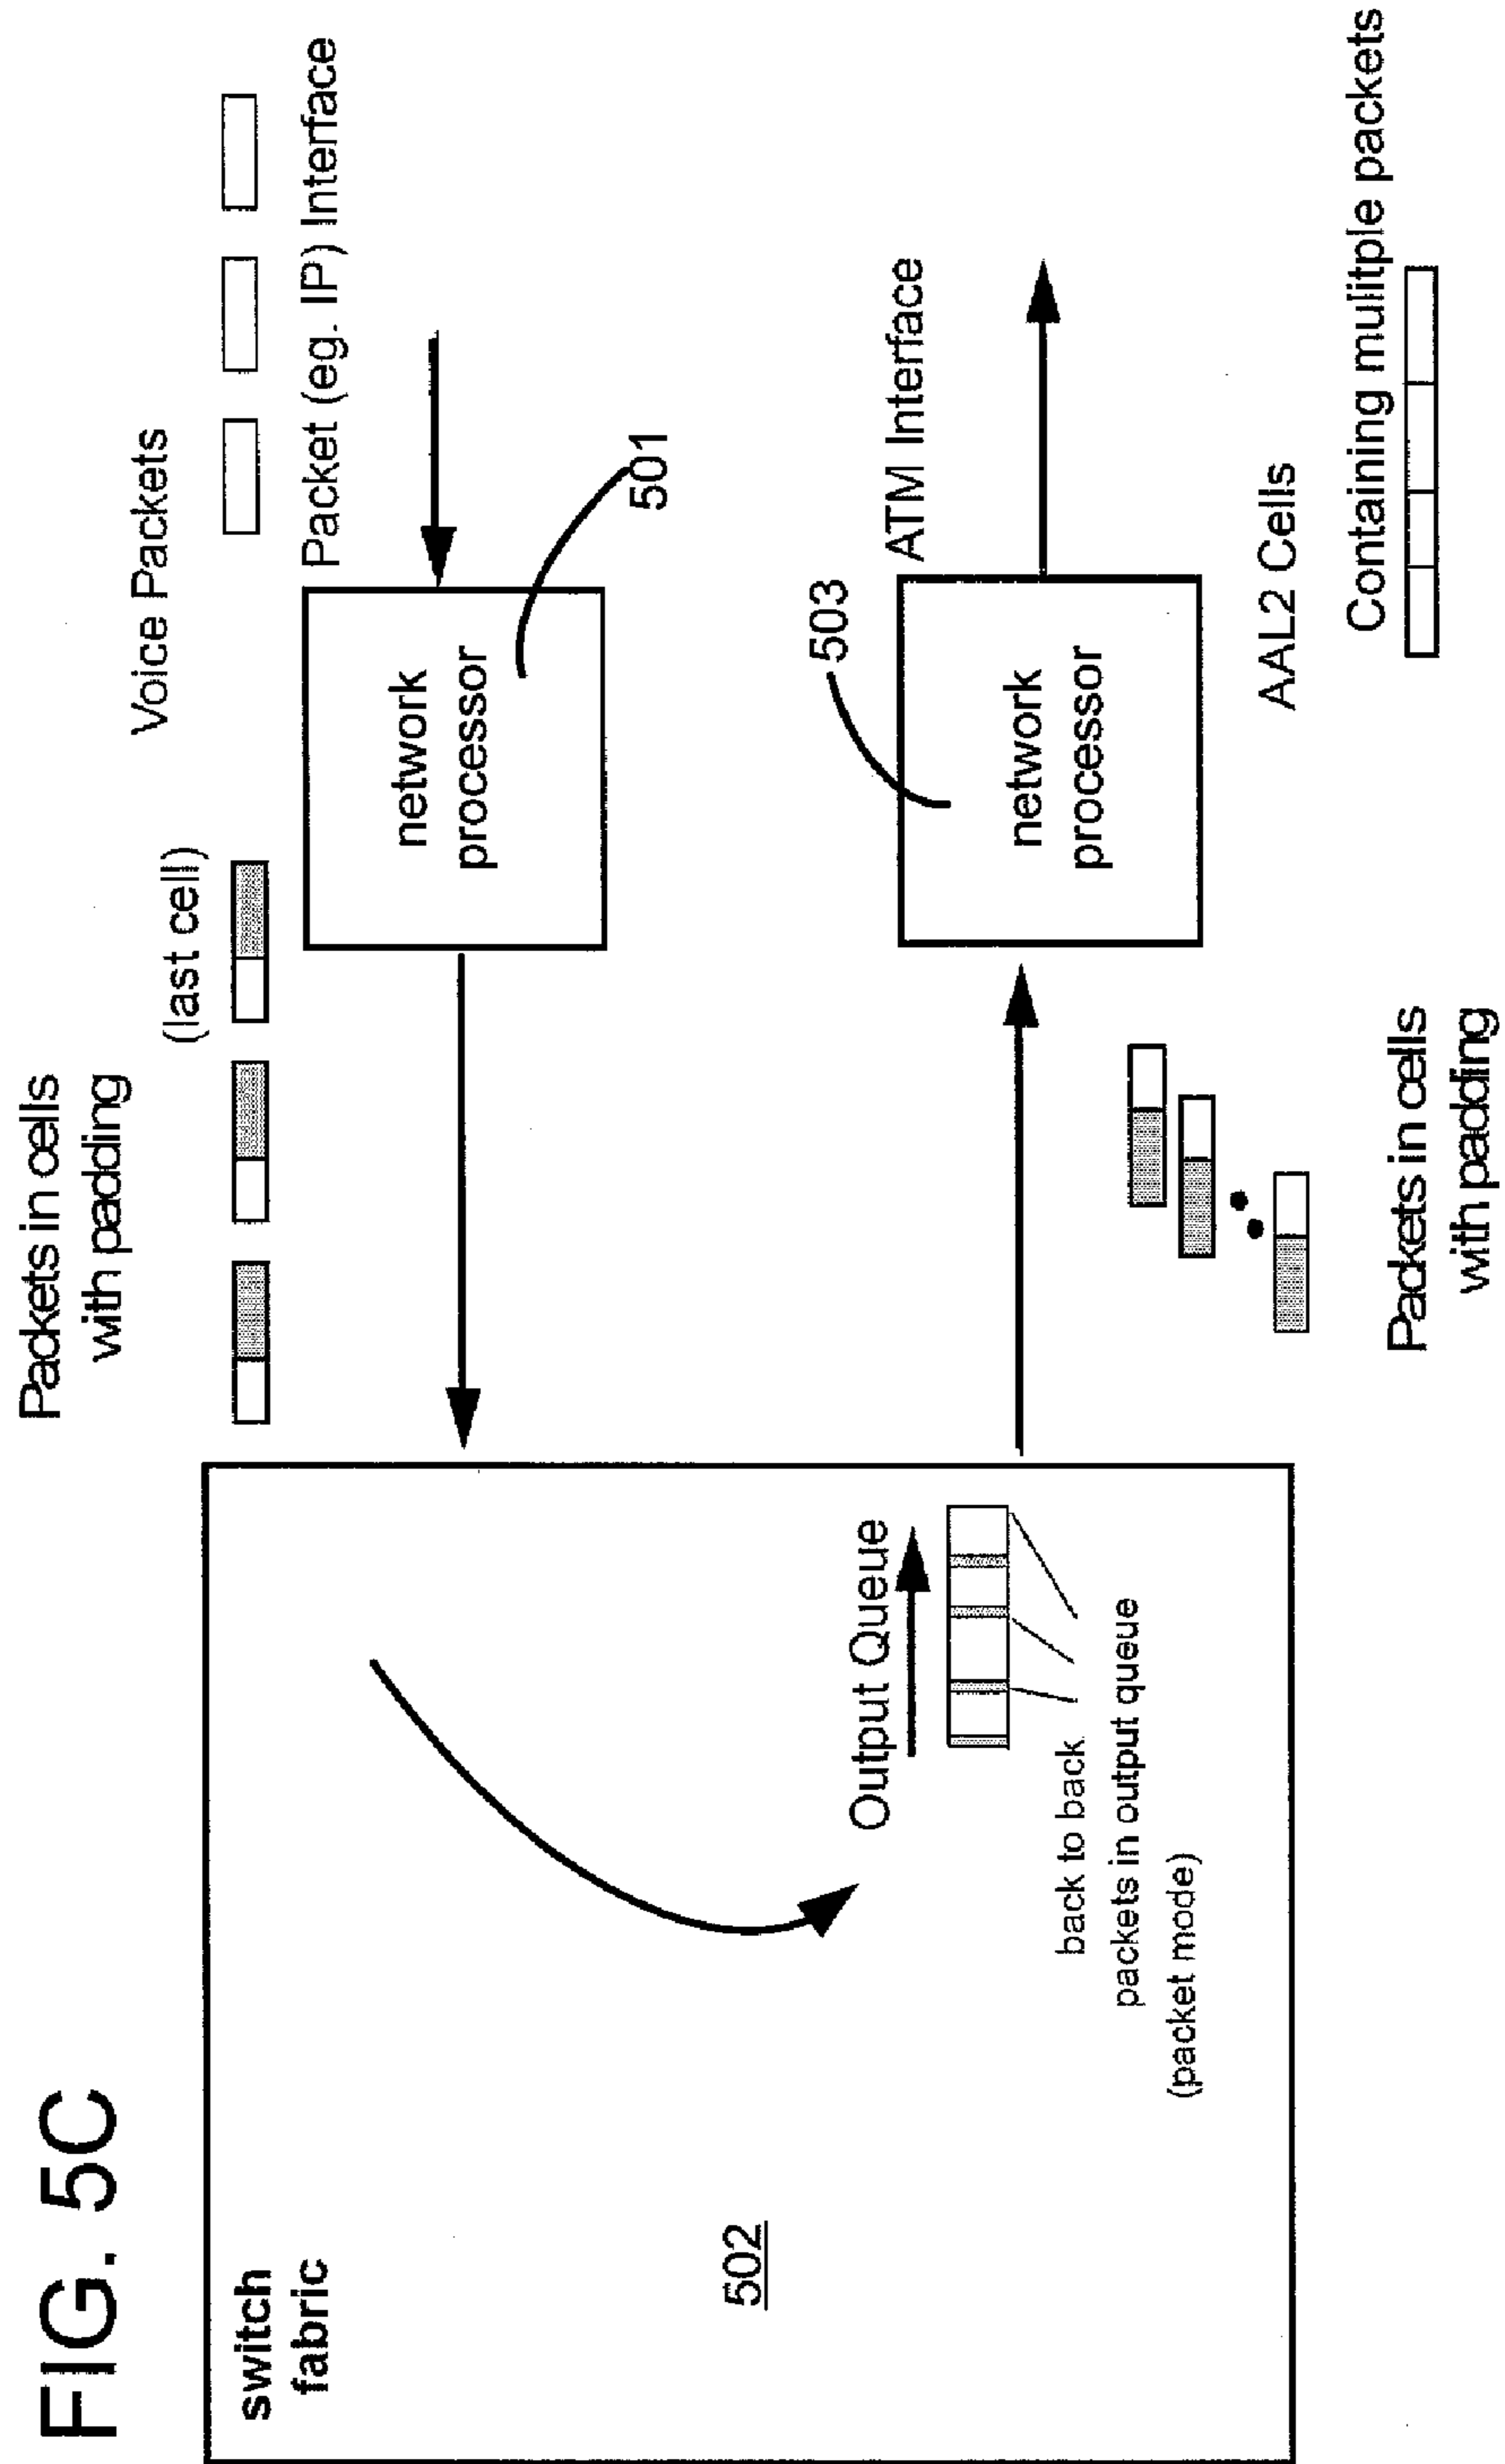 FIG. 5C
switch
fabric
502
Output Queue
back to back
packets in output queue
(packet mode)
Packets in cells
with padding
(last cell)
Voice Packets
Packet (eg. IP) Interface
network
processor
501
503
ATM Interface
network
processor
Packets in cells
with padding
AAL2 Cells
Containing mulitple packets